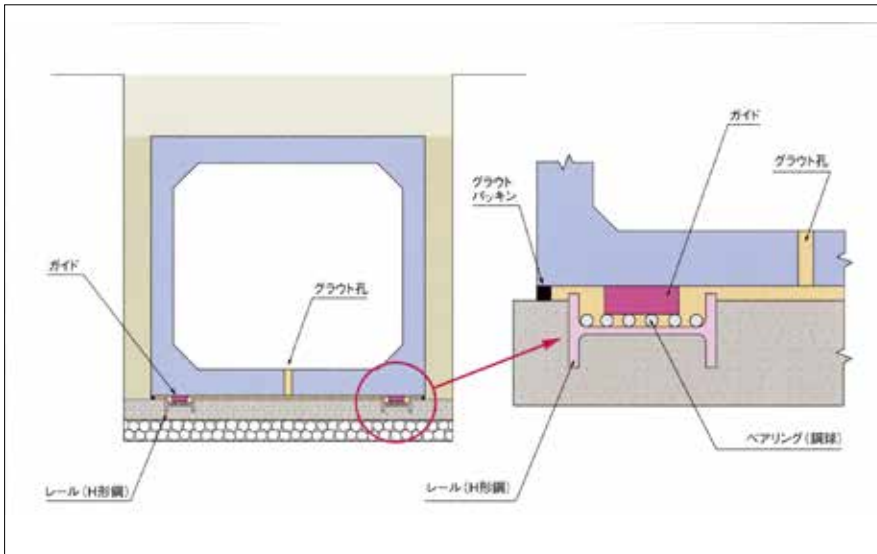 ガイド
グラウト孔
レール(H形鋼)
ガイド
グラウト
パッキン
グラウト孔
ベアリング(鋼球)
レール(H形鋼)